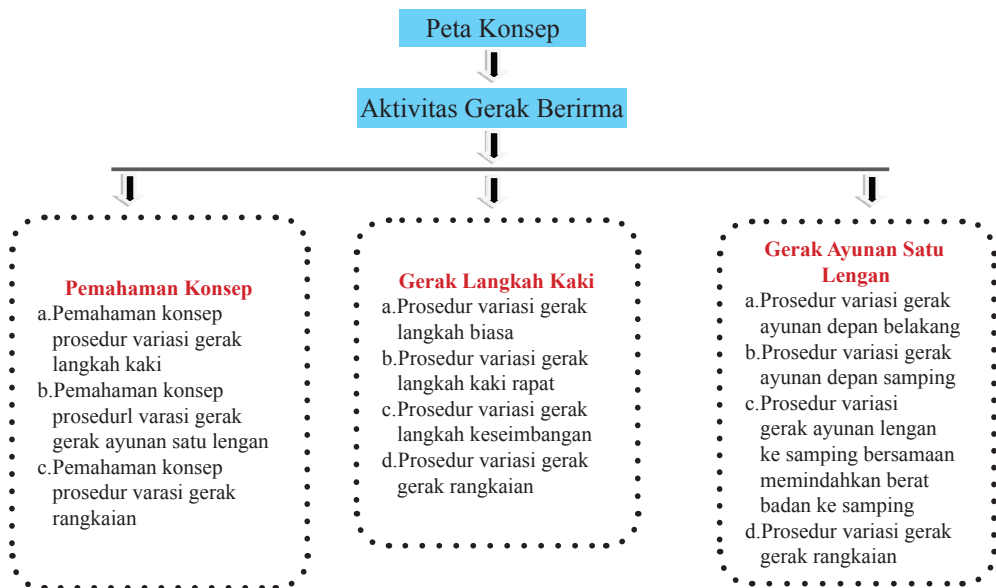 Peta Konsep
Aktivitas Gerak Berirma
Pemahaman Konsep
a.Pemahaman konsep
prosedur variasi gerak
langkah kaki
b.Pemahaman konsep
prosedurl varasi gerak
gerak ayunan satu lengan
c.Pemahaman konsep
prosedur varasi gerak
rangkaian
Gerak Langkah Kaki
a.Prosedur variasi gerak
langkah biasa
b.Prosedur variasi gerak
langkah kaki rapat
c.Prosedur variasi gerak
langkah keseimbangan
d.Prosedur variasi gerak
gerak rangkaian
Gerak Ayunan Satu
Lengan
a.Prosedur variasi gerak
ayunan depan belakang
b.Prosedur variasi gerak
ayunan depan samping
c.Prosedur variasi
gerak ayunan lengan
ke samping bersamaan
memindahkan berat
badan ke samping
d.Prosedur variasi gerak
gerak rangkaian